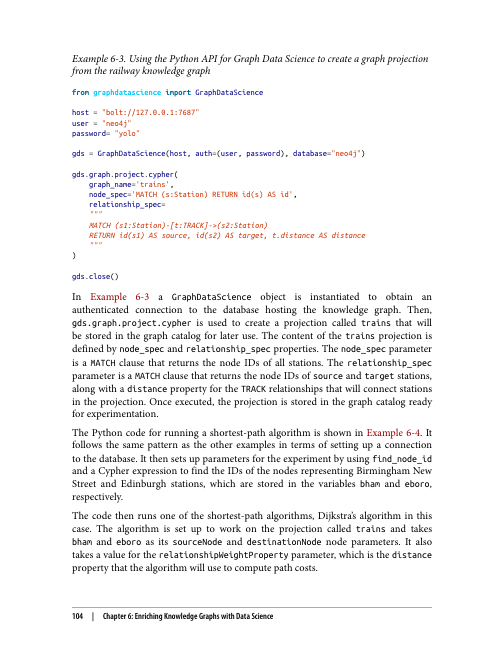 Example 6-3. Using the Python API for Graph Data Science to create a graph projection
from the railway knowledge graph
from graphdatascience import GraphDataScience
host = "bolt://127.0.0.1:7687"
user = "neo4j"
password= "yolo"
gds = GraphDataScience(host, auth=(user, password), database="neo4j")
gds.graph.project.cypher(
    graph_name='trains',
    node_spec='MATCH (s:Station) RETURN id(s) AS id',
    relationship_spec=
    """
    MATCH (s1:Station)-[t:TRACK]->(s2:Station)
    RETURN id(s1) AS source, id(s2) AS target, t.distance AS distance
    """
)
gds.close()
In Example 6-3 a GraphDataScience object is instantiated to obtain an
authenticated connection to the database hosting the knowledge graph. Then,
gds.graph.project.cypher is used to create a projection called trains that will
be stored in the graph catalog for later use. The content of the trains projection is
defined by node_spec and relationship_spec properties. The node_spec parameter
is a MATCH clause that returns the node IDs of all stations. The relationship_spec
parameter is a MATCH clause that returns the node IDs of source and target stations,
along with a distance property for the TRACK relationships that will connect stations
in the projection. Once executed, the projection is stored in the graph catalog ready
for experimentation.
The Python code for running a shortest-path algorithm is shown in Example 6-4. It
follows the same pattern as the other examples in terms of setting up a connection
to the database. It then sets up parameters for the experiment by using find_node_id
and a Cypher expression to find the IDs of the nodes representing Birmingham New
Street and Edinburgh stations, which are stored in the variables bham and eboro,
respectively.
The code then runs one of the shortest-path algorithms, Dijkstra's algorithm in this
case. The algorithm is set up to work on the projection called trains and takes
bham and eboro as its sourceNode and destinationNode node parameters. It also
takes a value for the relationshipWeightProperty parameter, which is the distance
property that the algorithm will use to compute path costs.
104 | Chapter 6: Enriching Knowledge Graphs with Data Science